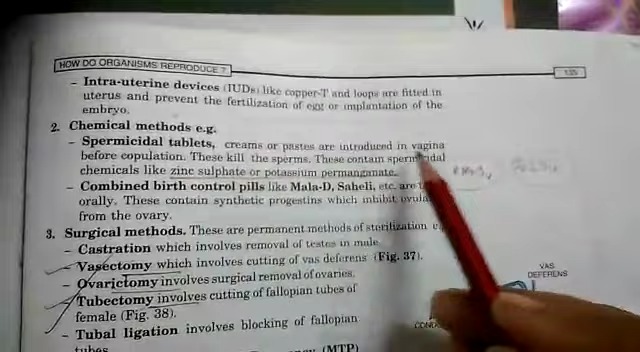 HOW DO ORGANISMS REPRODUCE ?
135
– Intra-uterine devices (IUDs) like copper-T and loops are fitted in
uterus and prevent the fertilization of egg or implantation of the
embryo.
2. Chemical methods e.g.
– Spermicidal tablets, creams or pastes are introduced in vagina
before copulation. These kill the sperms. These contain spermicidal
chemicals like zinc sulphate or potassium permanganate.
– Combined birth control pills like Mala-D, Saheli, etc. are
orally. These contain synthetic progestins which inhibit
from the ovary.
3. Surgical methods. These are permanent methods of sterilization
– Castration which involves removal of testes in male.
– Vasectomy which involves cutting of vas deferens (Fig. 37).
– Ovarictomy involves surgical removal of ovaries.
– Tubectomy involves cutting of fallopian tubes of
female (Fig. 38).
– Tubal ligation involves blocking of fallopian
tubes
(MTP)
VAS
DEFERENS